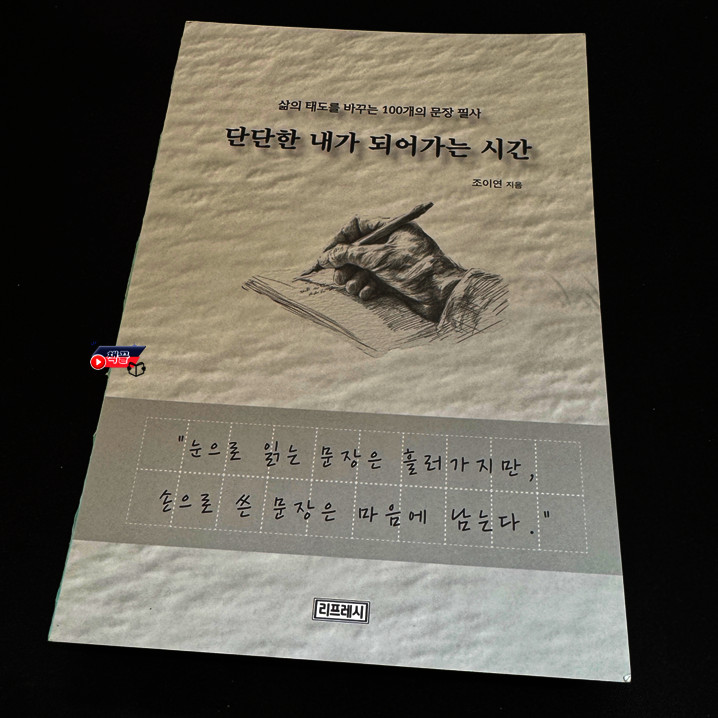 삶의 태도를 바꾸는 100개의 문장 필사
단단한 내가 되어가는 시간
조이연 지음
책끌
"눈으로 읽는 문장은 흘러가지만,
손으로 쓴 문장은 마음에 남는다."
리프레시